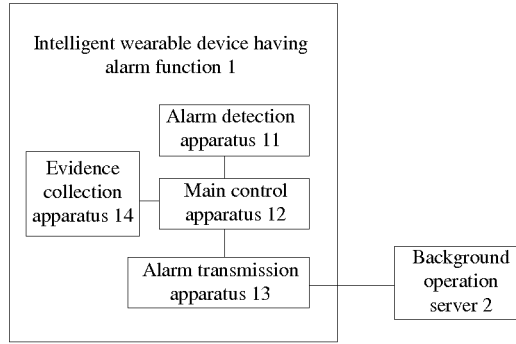 Intelligent wearable device having
alarm function 1
Alarm detection
apparatus 11
Evidence
collection
apparatus 14
Main control
apparatus 12
Alarm transmission
apparatus 13
Background
operation
server 2